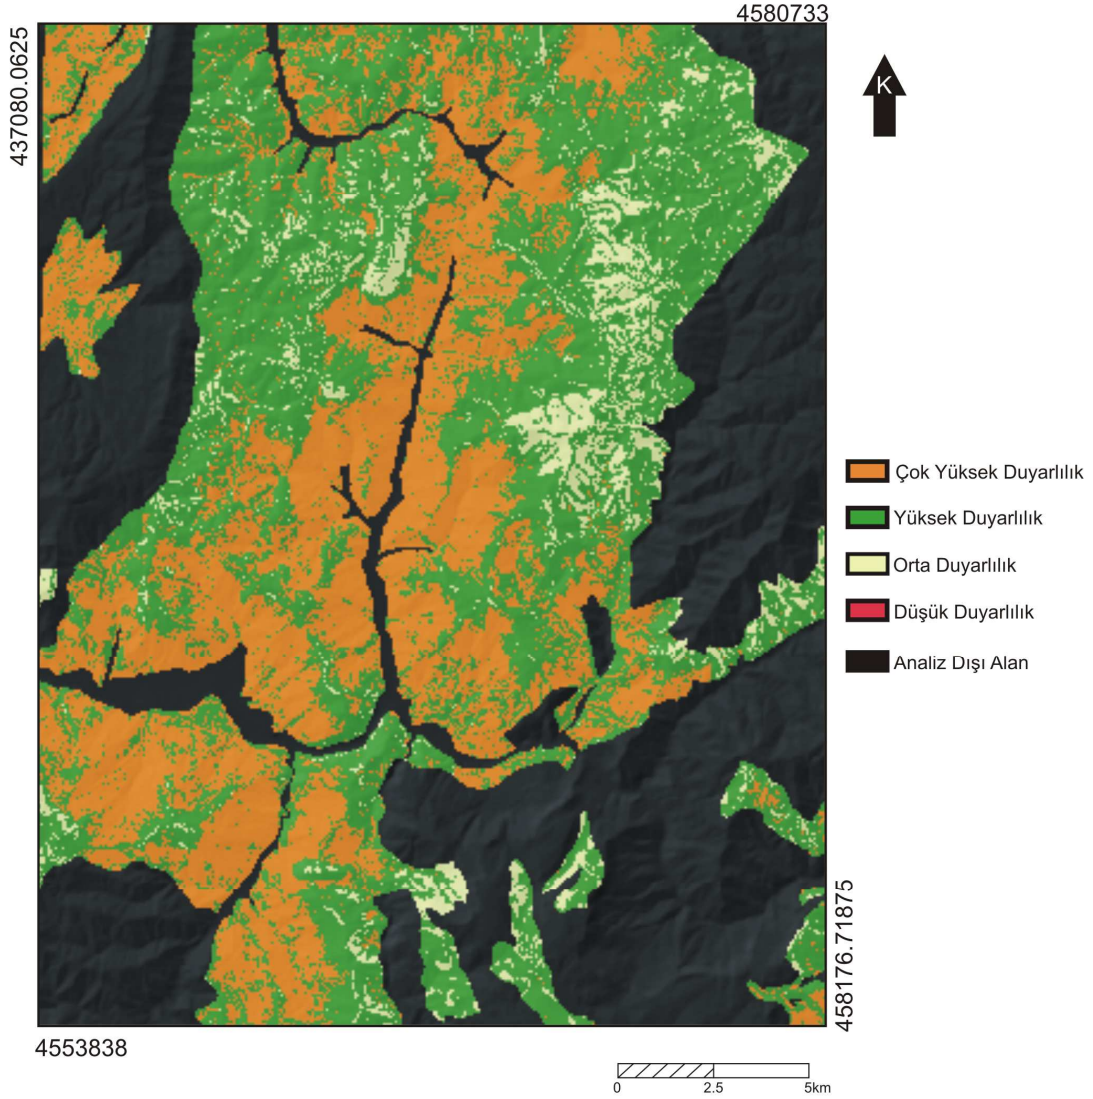 4580733
437080.0625
K
Çok Yüksek Duyarlılık
Yüksek Duyarlılık
Orta Duyarlılık
Düşük Duyarlılık
Analiz Dışı Alan
458176.71875
4553838
0 2.5 5km